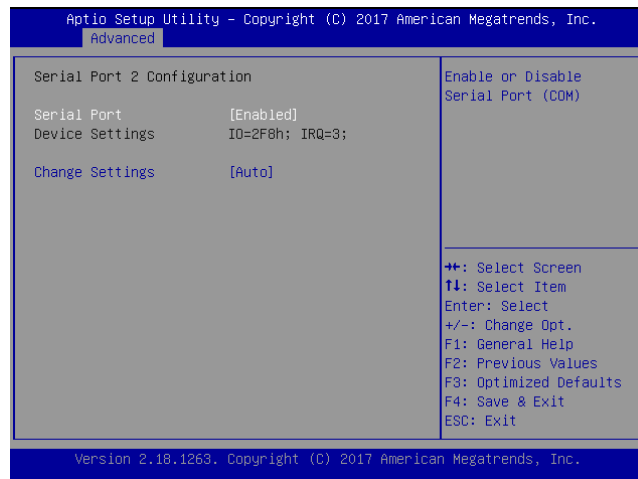 Aptio Setup Utility – Copyright (C) 2017 American Megatrends, Inc.
Advanced
Serial Port 2 Configuration
Serial Port [Enabled]
Device Settings IO=2F8h; IRQ=3;
Change Settings [Auto]
Enable or Disable
Serial Port (COM)
→←: Select Screen
↑↓: Select Item
Enter: Select
+/-: Change Opt.
F1: General Help
F2: Previous Values
F3: Optimized Defaults
F4: Save & Exit
ESC: Exit
Version 2.18.1263. Copyright (C) 2017 American Megatrends, Inc.